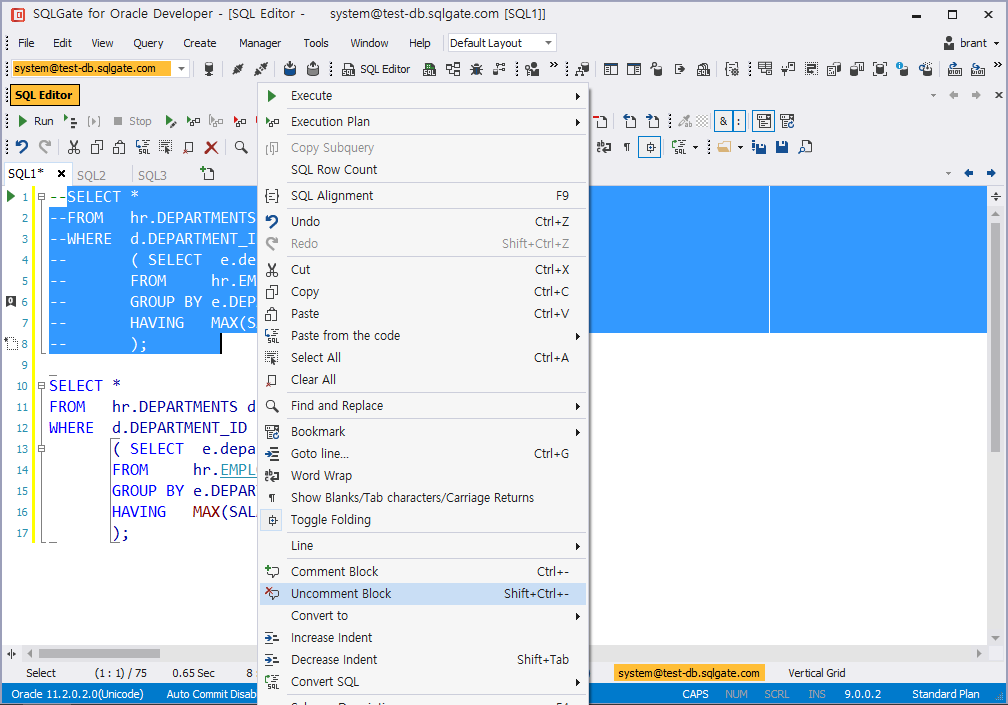 SQLGate for Oracle Developer - [SQL Editor - system@test-db.sqlgate.com [SQL1]]
File Edit View Query Create Manager Tools Window Help Default Layout brant
system@test-db.sqlgate.com SQL Editor
SQL Editor
Run Stop & :
SQL1* SQL2 SQL3
1 --SELECT *
2 --FROM hr.DEPARTMENTS
3 --WHERE d.DEPARTMENT_I
4 -- ( SELECT e.de
5 -- FROM hr.EM
6 -- GROUP BY e.DEP
7 -- HAVING MAX(S
8 -- );
9
10 SELECT *
11 FROM hr.DEPARTMENTS d
12 WHERE d.DEPARTMENT_ID
13 ( SELECT e.depa
14 FROM hr.EMPL
15 GROUP BY e.DEPAR
16 HAVING MAX(SAL
17 );
Execute
Execution Plan
Copy Subquery
SQL Row Count
SQL Alignment F9
Undo Ctrl+Z
Redo Shift+Ctrl+Z
Cut Ctrl+X
Copy Ctrl+C
Paste Ctrl+V
Paste from the code
Select All Ctrl+A
Clear All
Find and Replace
Bookmark
Goto line... Ctrl+G
Word Wrap
Show Blanks/Tab characters/Carriage Returns
Toggle Folding
Line
Comment Block Ctrl+-
Uncomment Block Shift+Ctrl+-
Convert to
Increase Indent
Decrease Indent Shift+Tab
Convert SQL
Select (1 : 1) / 75 0.65 Sec 8 system@test-db.sqlgate.com Vertical Grid
Oracle 11.2.0.2.0(Unicode) Auto Commit Disab CAPS NUM SCRL INS 9.0.0.2 Standard Plan